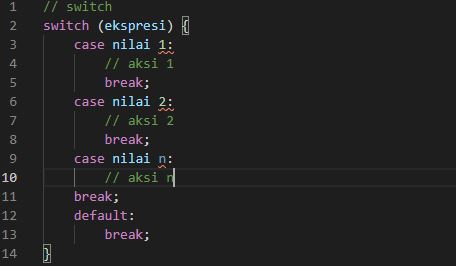 1 // switch
2 switch (ekspresi) {
3     case nilai 1:
4         // aksi 1
5         break;
6     case nilai 2:
7         // aksi 2
8         break;
9     case nilai n:
10         // aksi n
11     break;
12     default:
13         break;
14 }